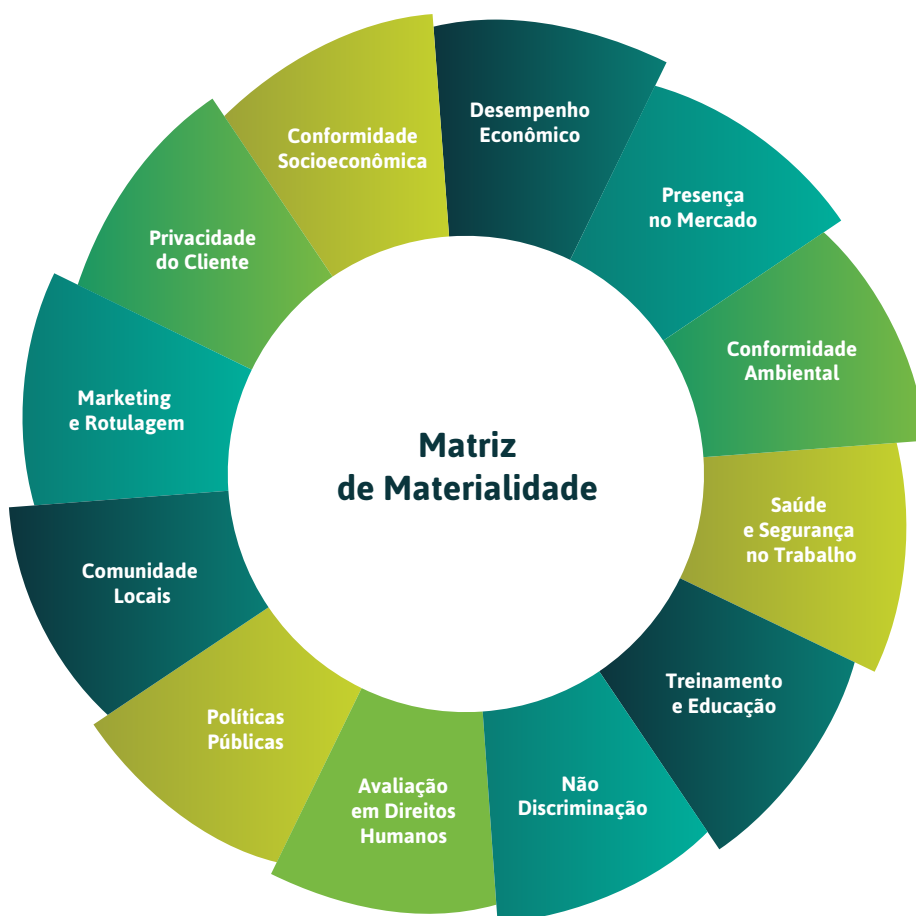 Desempenho
Econômico
Presença
no Mercado
Conformidade
Ambiental
Saúde
e Segurança
no Trabalho
Treinamento
e Educação
Não
Discriminação
Avaliação
em Direitos
Humanos
Políticas
Públicas
Comunidade
Locais
Marketing
e Rotulagem
Privacidade
do Cliente
Conformidade
Socioeconômica
Matriz
de Materialidade